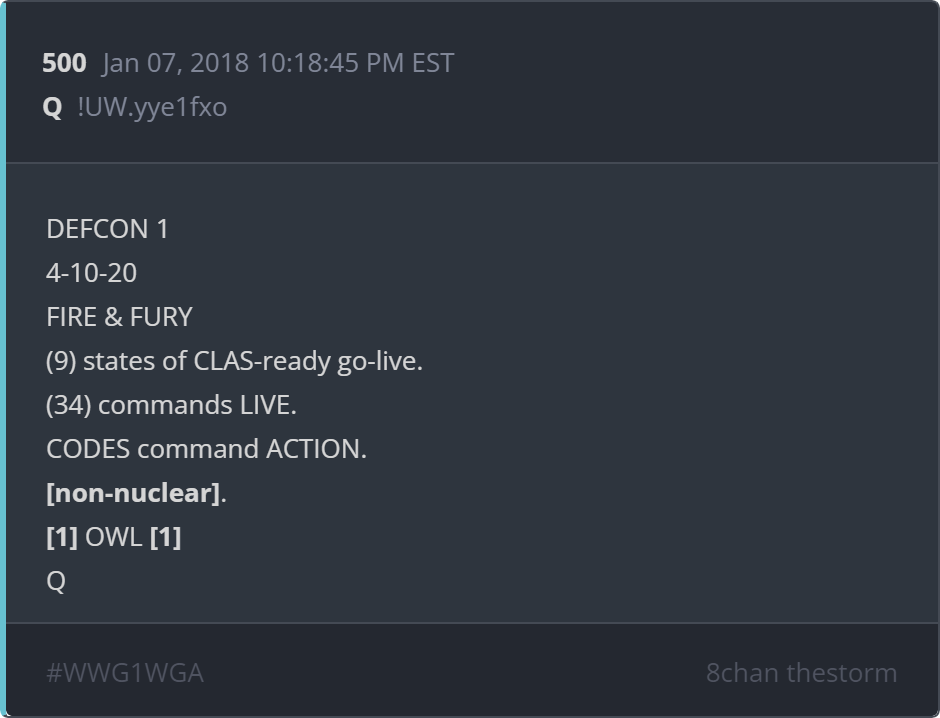 500 Jan 07, 2018 10:18:45 PM EST
Q !UW.yye1fxo
DEFCON 1
4-10-20
FIRE & FURY
(9) states of CLAS-ready go-live.
(34) commands LIVE.
CODES command ACTION.
[non-nuclear].
[1] OWL [1]
Q
#WWG1WGA 8chan thestorm